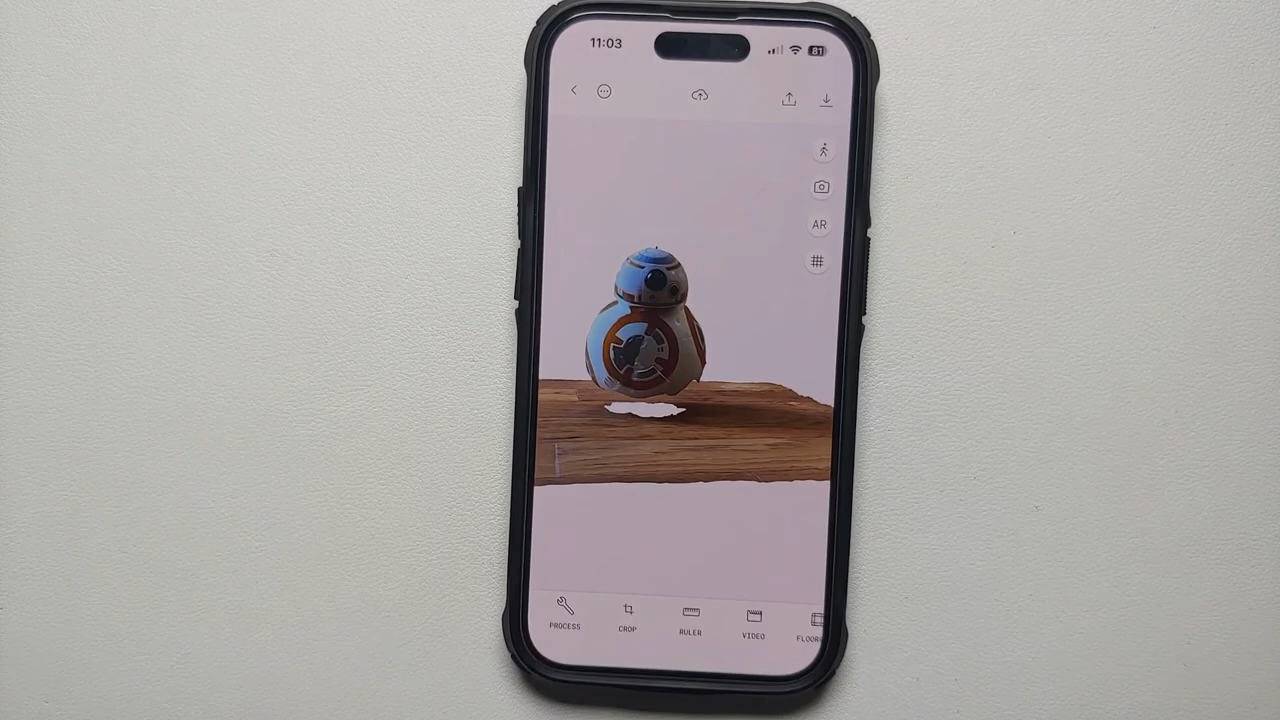 11:03
81
AR
PROCESS
CROP
RULER
VIDEO
FLOOR